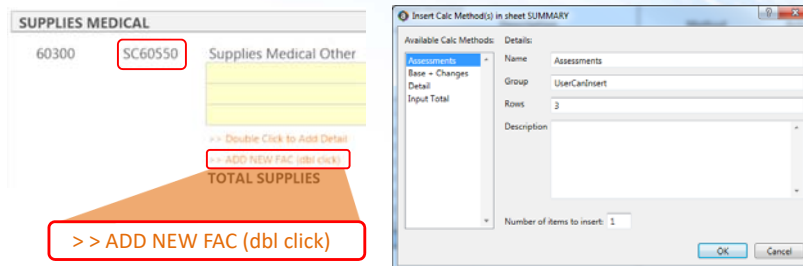 SUPPLIES MEDICAL
60300 SC60550 Supplies Medical Other
>> Double Click to Add Detail
>> ADD NEW FAC (dbl click)
TOTAL SUPPLIES
> > ADD NEW FAC (dbl click)
Insert Calc Method(s) in sheet SUMMARY
Available Calc Methods:
Assessments
Base + Changes
Detail
Input Total
Details:
Name Assessments
Group UserCanInsert
Rows 3
Description
Number of items to insert: 1
OK Cancel